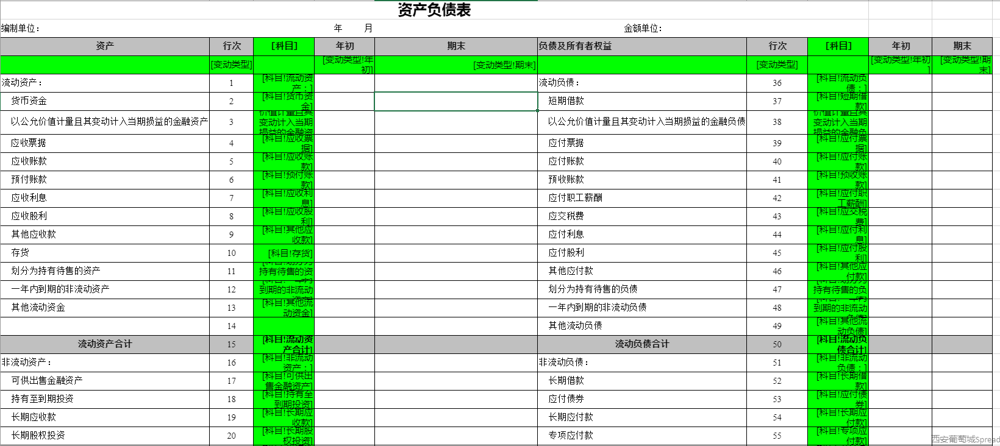 资产负债表
编制单位： 年 月 金额单位：
资产 行次 [科目] 年初 期末 负债及所有者权益 行次 [科目] 年初 期末
[变动类型] [变动类型!年初] [变动类型!期末] [变动类型] [变动类型!年初] [变动类型!期末]
流动资产： 1 [科目!流动资产：] 流动负债： 36 [科目!流动负债：]
货币资金 2 [科目!货币资金] 短期借款 37 [科目!短期借款]
以公允价值计量且其变动计入当期损益的金融资产 3 价值计量且其变动计入当期损益的金融资 以公允价值计量且其变动计入当期损益的金融负债 38 价值计量且其变动计入当期损益的金融负
应收票据 4 [科目!应收票据] 应付票据 39 [科目!应付票据]
应收账款 5 [科目!应收账款] 应付账款 40 [科目!应付账款]
预付账款 6 [科目!预付账款] 预收账款 41 [科目!预收账款]
应收利息 7 [科目!应收利息] 应付职工薪酬 42 [科目!应付职工薪酬]
应收股利 8 [科目!应收股利] 应交税费 43 [科目!应交税费]
其他应收款 9 [科目!其他应收款] 应付利息 44 [科目!应付利息]
存货 10 [科目!存货] 应付股利 45 [科目!应付股利]
划分为持有待售的资产 11 [科目!划分为持有待售的资 其他应付款 46 [科目!其他应付款]
一年内到期的非流动资产 12 [科目!一年内到期的非流动资产] 划分为持有待售的负债 47 [科目!划分为持有待售的负
其他流动资金 13 [科目!其他流动资金] 一年内到期的非流动负债 48 [科目!一年内到期的非流动负债]
14 其他流动负债 49 [科目!其他流动负债]
流动资产合计 15 [科目!流动资产合计] 流动负债合计 50 [科目!流动负债合计]
非流动资产： 16 [科目!非流动资产：] 非流动负债： 51 [科目!非流动负债：]
可供出售金融资产 17 [科目!可供出售金融资产] 长期借款 52 [科目!长期借款]
持有至到期投资 18 [科目!持有至到期投资] 应付债券 53 [科目!应付债券]
长期应收款 19 [科目!长期应收款] 长期应付款 54 [科目!长期应付款]
长期股权投资 20 [科目!长期股权投资] 专项应付款 55 [科目!专项应付款]
西安葡萄城Spread